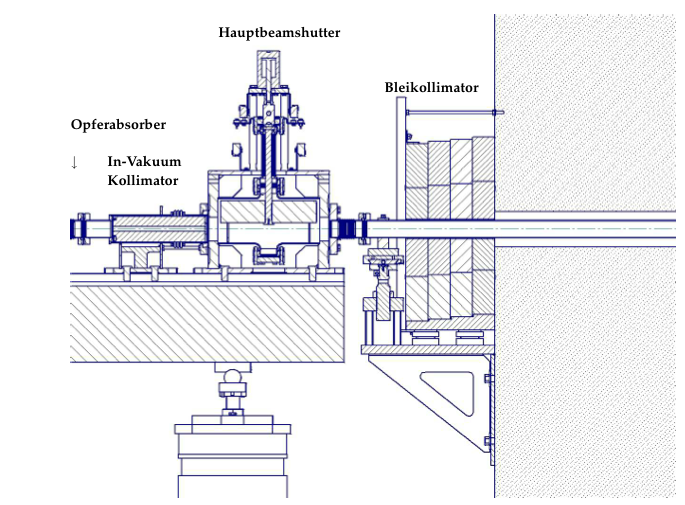 Hauptbeamshutter
Bleikollimator
Opferabsorber
↓ In-Vakuum
Kollimator